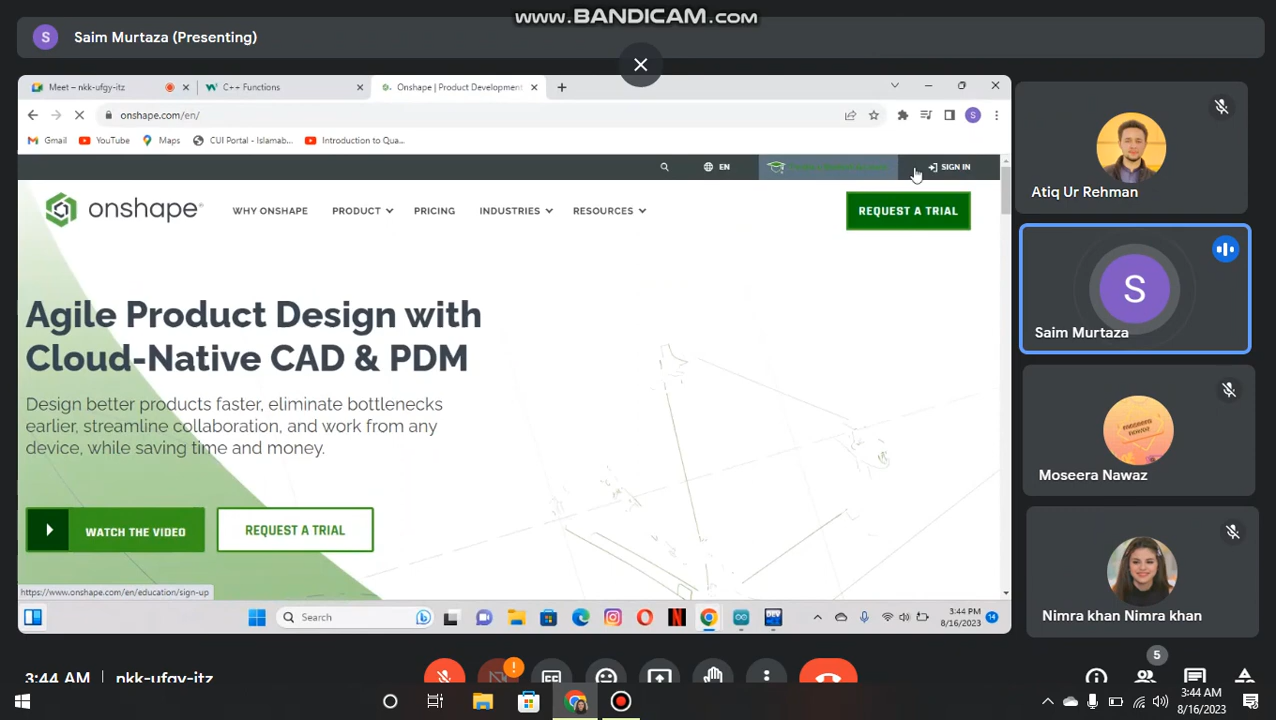 www.BANDICAM.com
S Saim Murtaza (Presenting)
Meet – nkk-ufgy-itz
C++ Functions
Onshape | Product Development
onshape.com/en/
S
Gmail
YouTube
Maps
CUI Portal - Islamab...
Introduction to Qua...
EN
SIGN IN
onshape
WHY ONSHAPE
PRODUCT
PRICING
INDUSTRIES
RESOURCES
REQUEST A TRIAL
Agile Product Design with
Cloud-Native CAD & PDM
Design better products faster, eliminate bottlenecks
earlier, streamline collaboration, and work from any
device, while saving time and money.
WATCH THE VIDEO
REQUEST A TRIAL
https://www.onshape.com/en/education/sign-up
Search
3:44 PM
8/16/2023
14
Atiq Ur Rehman
S
Saim Murtaza
Moseera Nawaz
Nimra khan Nimra khan
3:44 AM
nkk-ufgy-itz
5
3:44 AM
8/16/2023